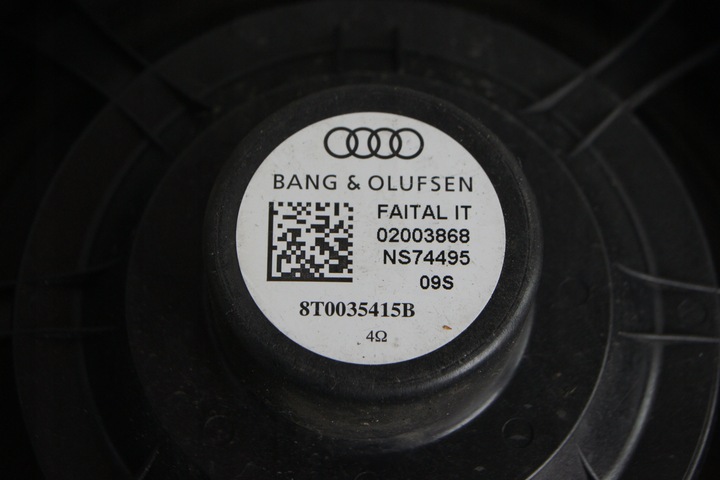 BANG & OLUFSEN
FAITAL IT
02003868
NS74495
09S
8T0035415B
4Ω